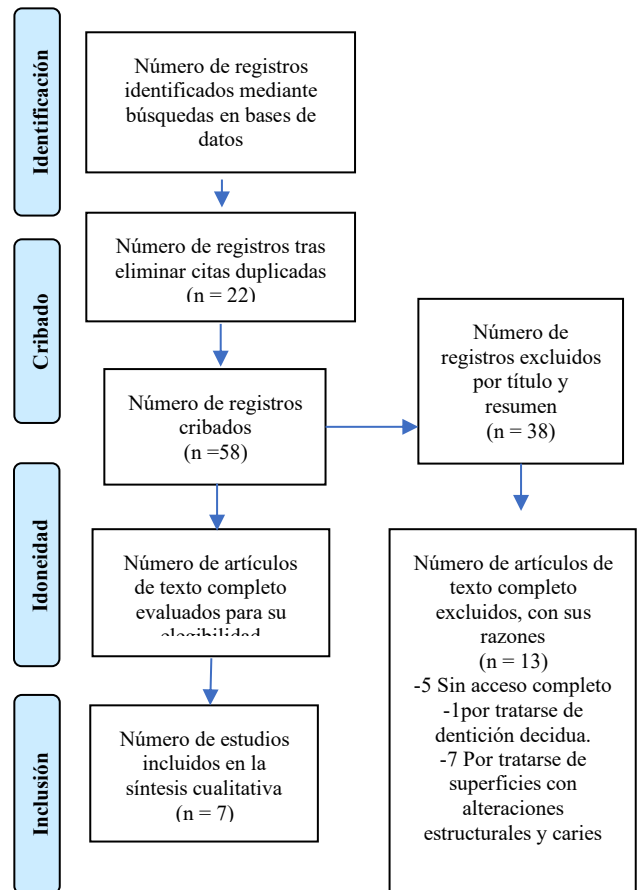 Identificación
Número de registros
identificados mediante
búsquedas en bases de
datos
Cribado
Número de registros tras
eliminar citas duplicadas
(n = 22)
Número de registros
cribados
(n =58)
Número de
registros excluidos
por título y
resumen
(n = 38)
Idoneidad
Número de artículos
de texto completo
evaluados para su
elegibilidad
Número de artículos de
texto completo
excluidos, con sus
razones
(n = 13)
-5 Sin acceso completo
-1por tratarse de
dentición decidua.
-7 Por tratarse de
superficies con
alteraciones
estructurales y caries
Inclusión
Número de estudios
incluidos en la
síntesis cualitativa
(n = 7)